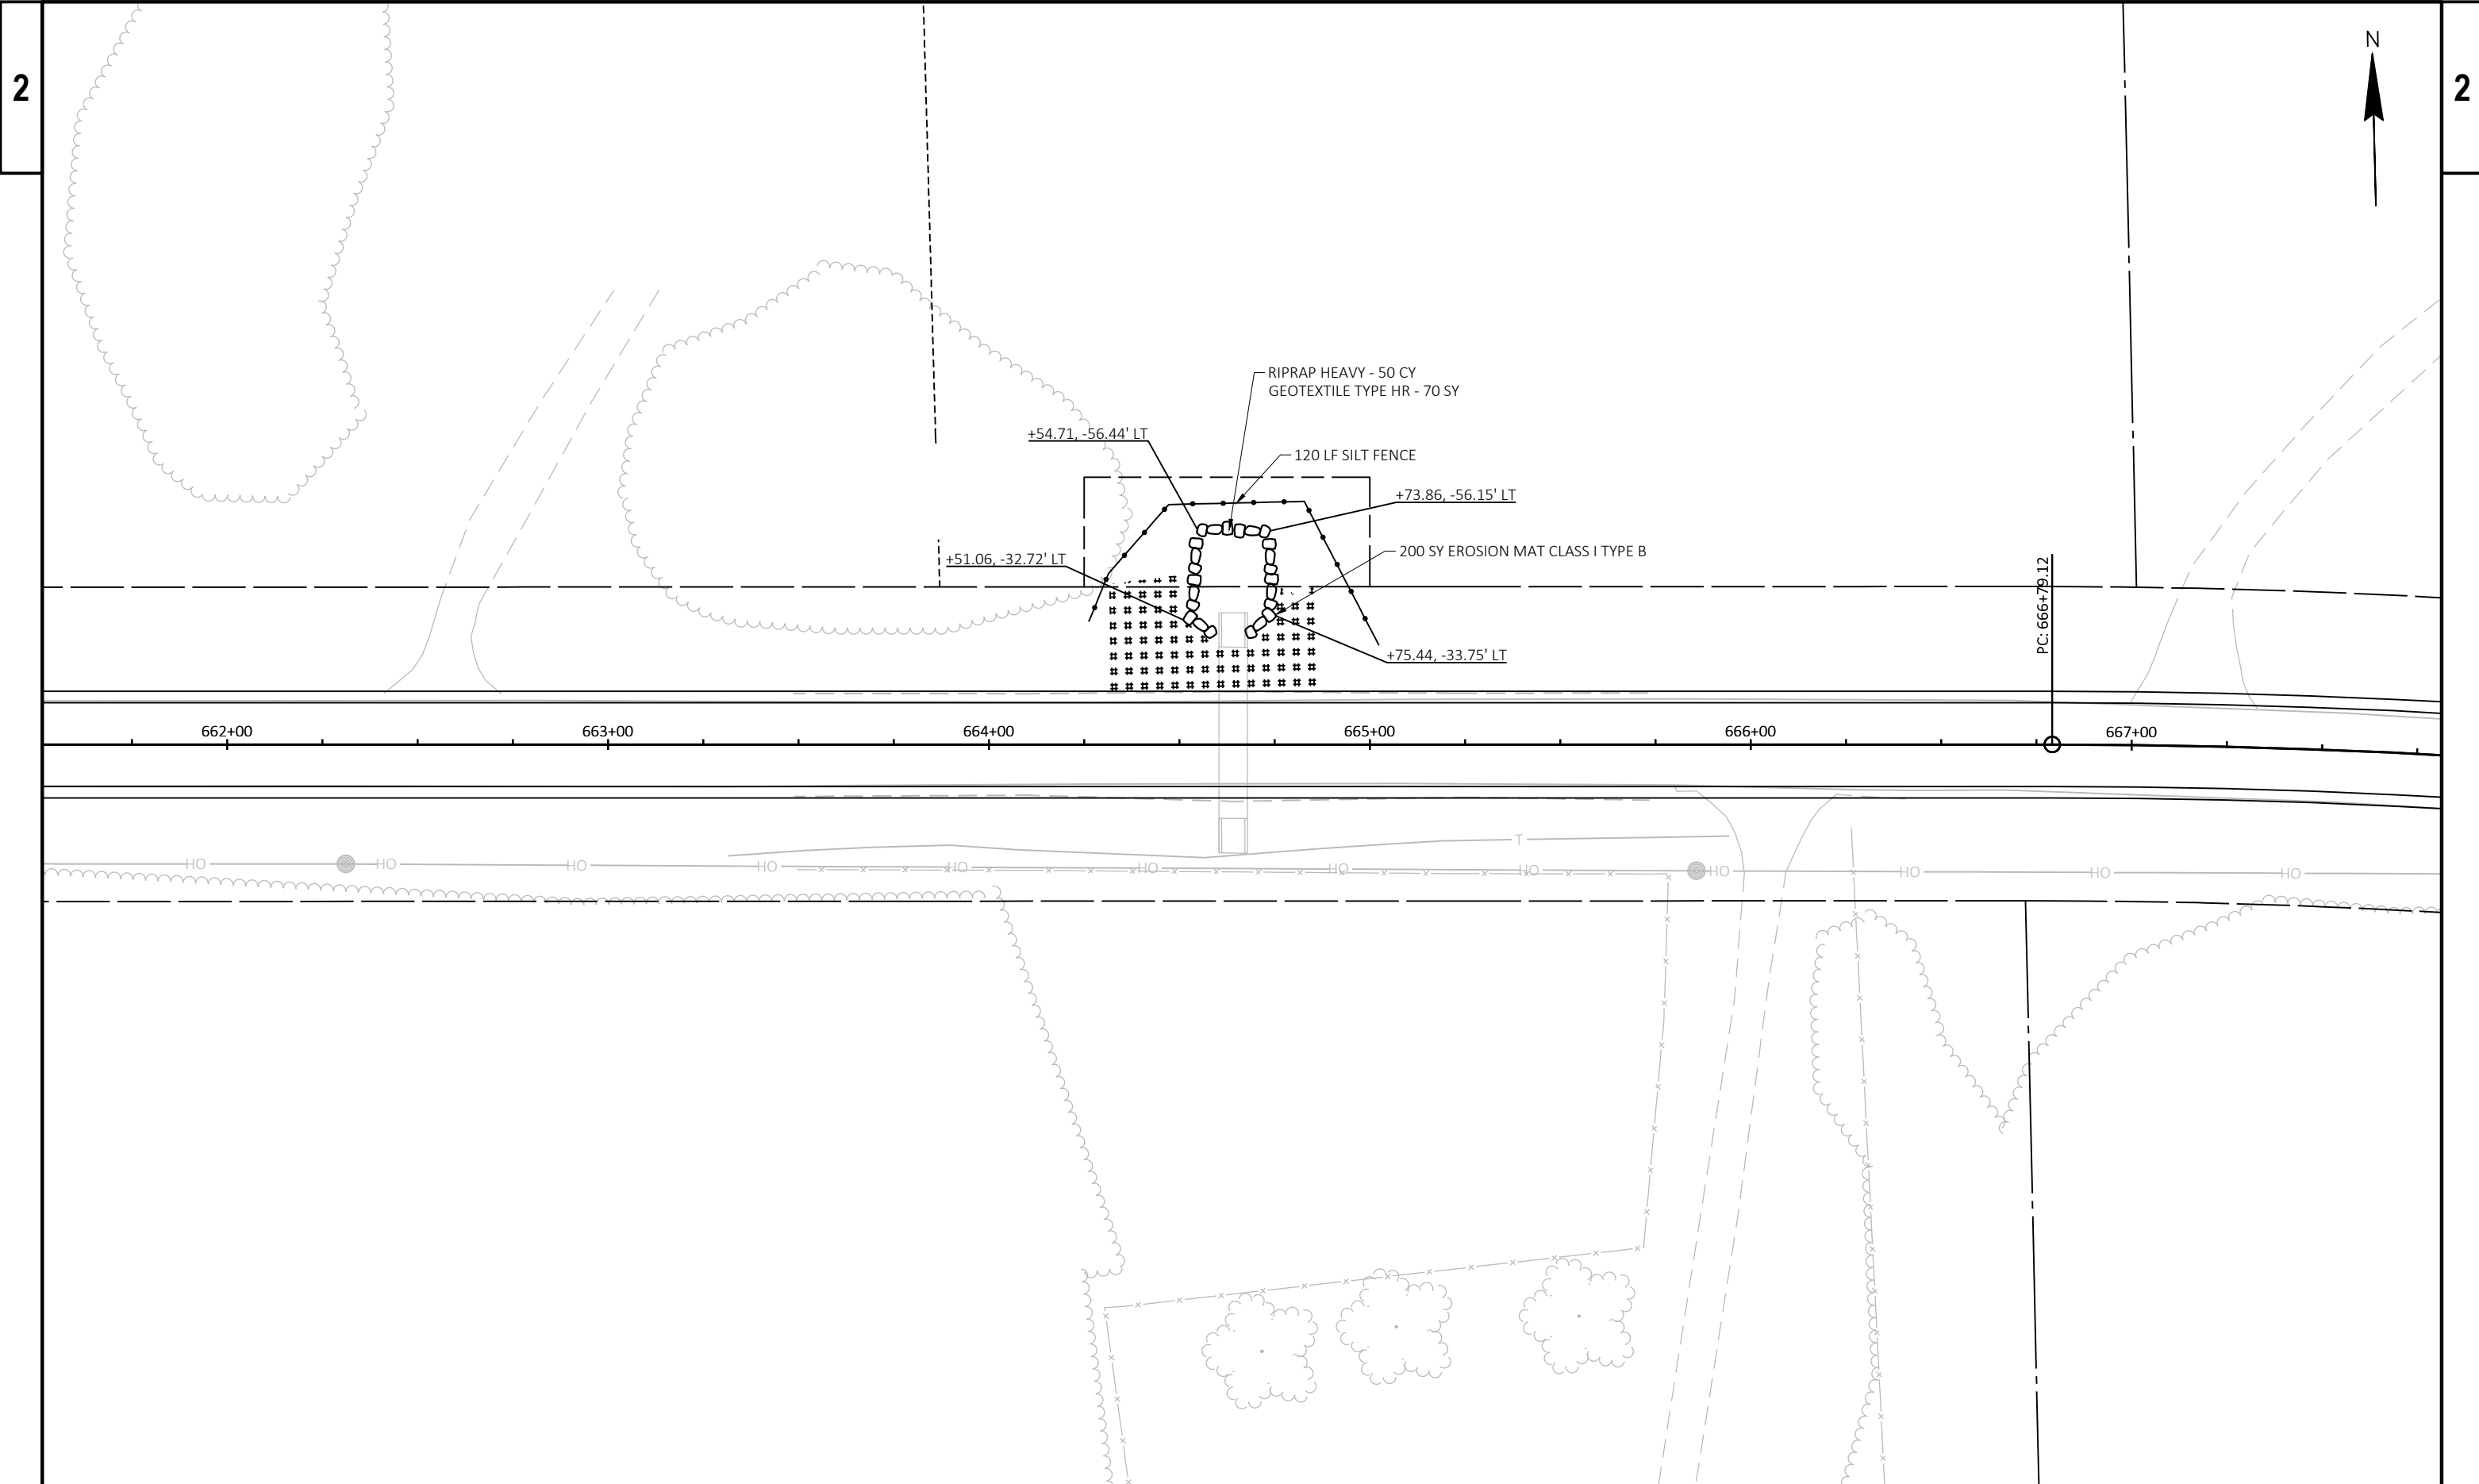 2
2
N
RIPRAP HEAVY - 50 CY
GEOTEXTILE TYPE HR - 70 SY
+54.71, -56.44' LT
120 LF SILT FENCE
+73.86, -56.15' LT
+51.06, -32.72' LT
200 SY EROSION MAT CLASS I TYPE B
PC: 666+79.12
+75.44, -33.75' LT
662+00
663+00
664+00
665+00
666+00
667+00
T
HO
HO
HO
HO
HO
HO
HO
HO
HO
HO
HO
HO